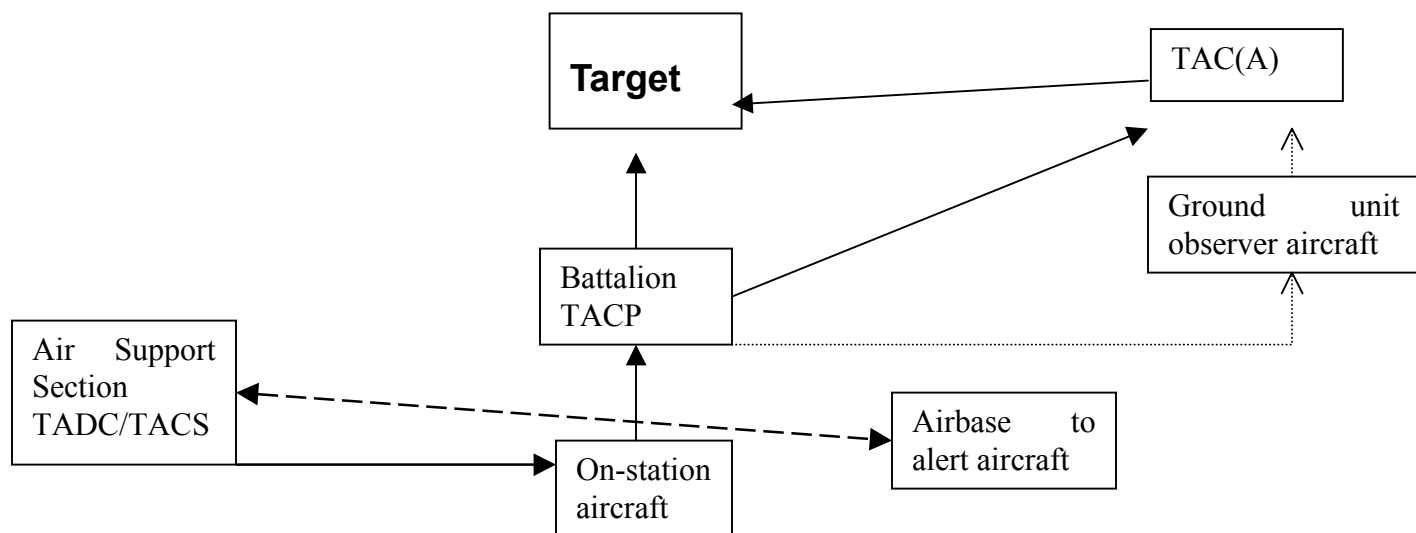 Target
TAC(A)
Ground unit
observer aircraft
Battalion
TACP
Air Support
Section
TADC/TACS
Airbase to
alert aircraft
On-station
aircraft